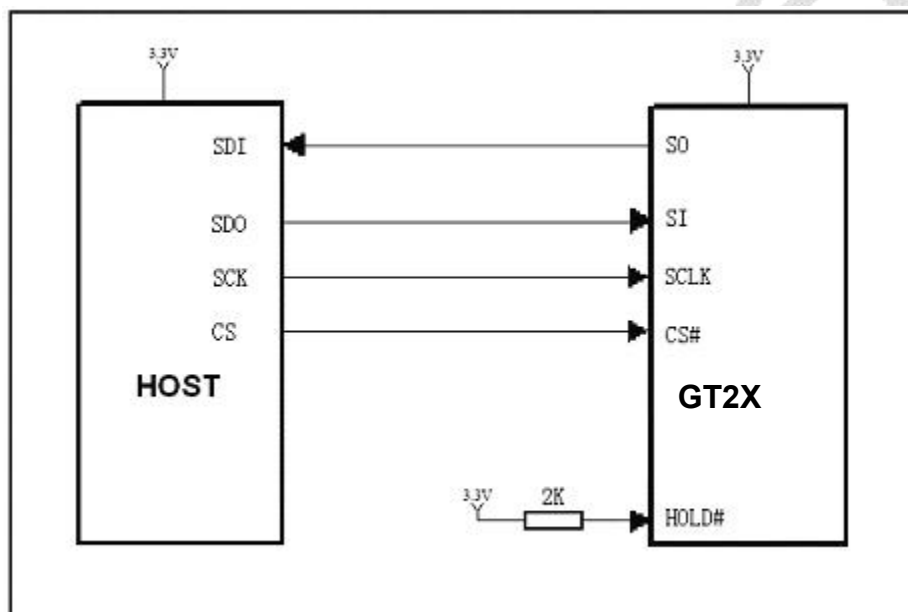 3.3V
3.3V
SDI
SO
SDO
SI
SCK
SCLK
CS
CS#
HOST
GT2X
3.3V
2K
HOLD#